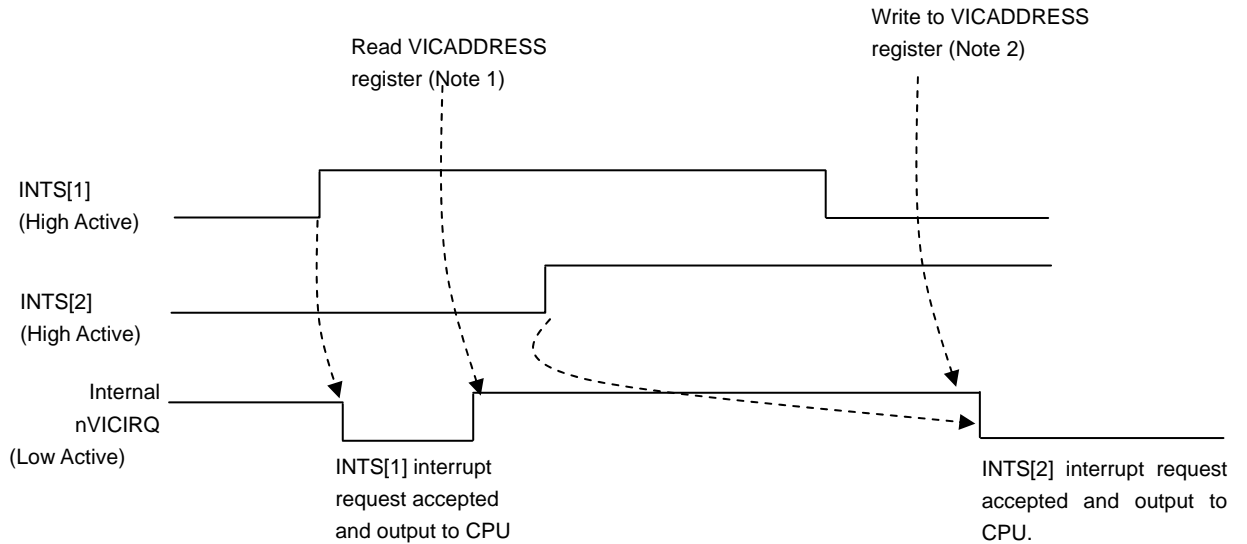 Write to VICADDRESS
register (Note 2)
Read VICADDRESS
register (Note 1)
INTS[1]
(High Active)
INTS[2]
(High Active)
Internal
nVICIRQ
(Low Active)
INTS[1] interrupt
request accepted
and output to CPU
INTS[2] interrupt request
accepted and output to
CPU.